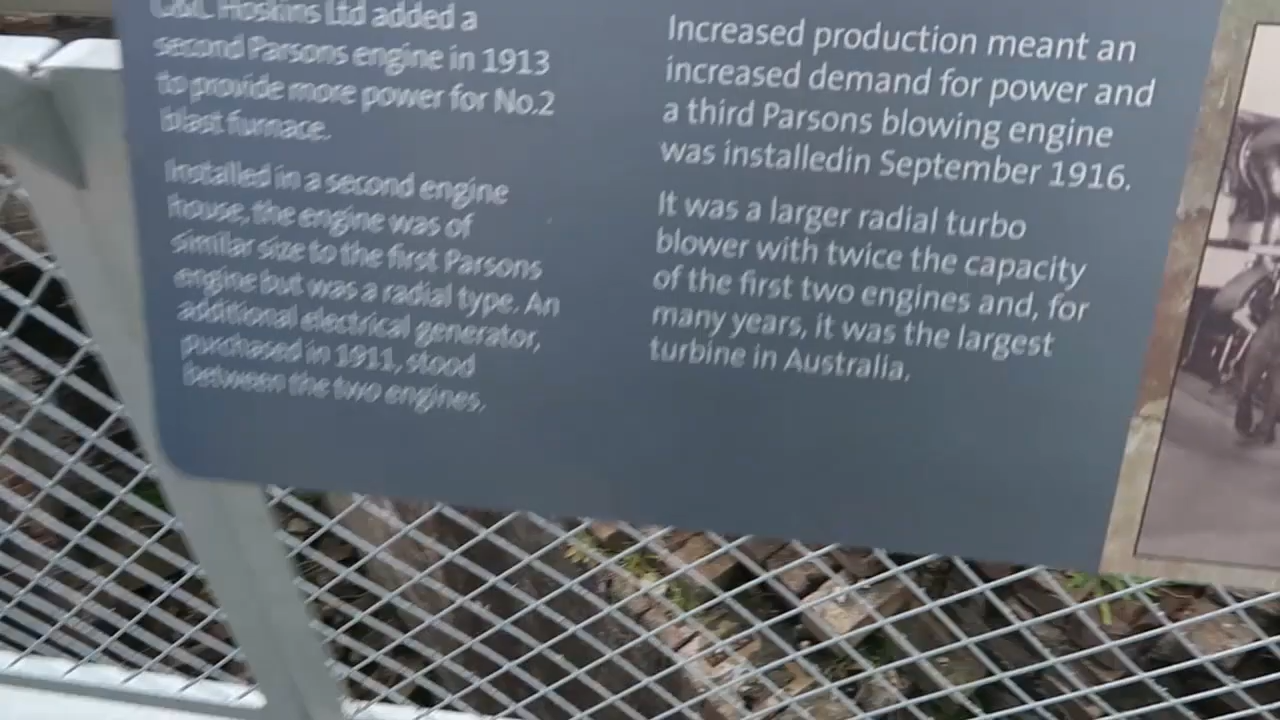 G&C Hoskins Ltd added a
second Parsons engine in 1913
to provide more power for No.2
blast furnace.
Installed in a second engine
house, the engine was of
similar size to the first Parsons
engine but was a radial type. An
additional electrical generator,
purchased in 1911, stood
between the two engines.
Increased production meant an
increased demand for power and
a third Parsons blowing engine
was installedin September 1916.
It was a larger radial turbo
blower with twice the capacity
of the first two engines and, for
many years, it was the largest
turbine in Australia.